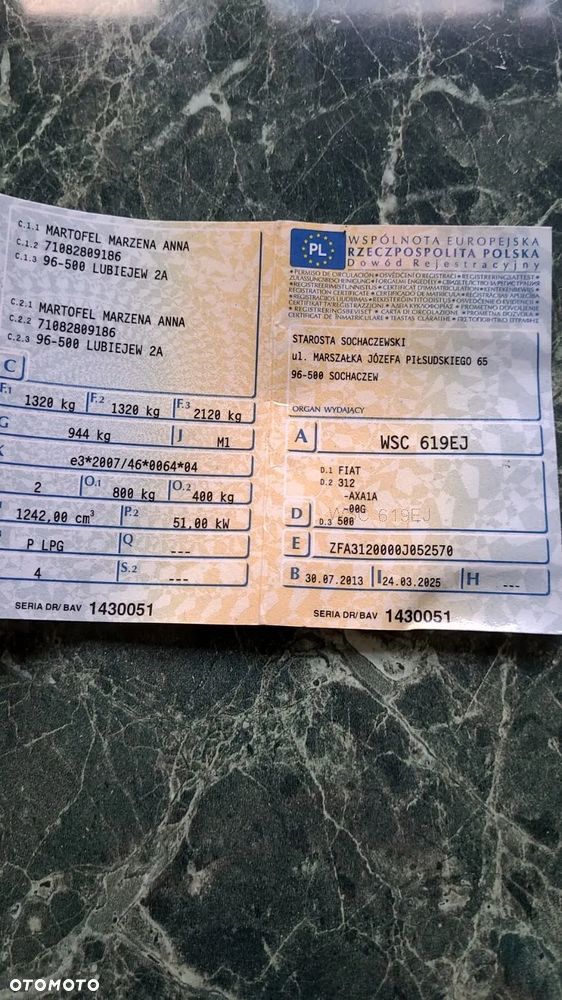 C.1.1 MARTOFEL MARZENA ANNA
C.1.2 71082809186
C.1.3 96-500 LUBIEJEW 2A
C.2.1 MARTOFEL MARZENA ANNA
C.2.2 71082809186
C.2.3 96-500 LUBIEJEW 2A
C
F.1 1320 kg F.2 1320 kg F.3 2120 kg
G 944 kg J M1
K e3*2007/46*0064*04
2 O.1 800 kg O.2 400 kg
1242,00 cm³ P.2 51,00 kW
P LPG Q ---
4 S.2 ---
SERIA DR/BAV 1430051
PL
WSPÓLNOTA EUROPEJSKA
RZECZPOSPOLITA POLSKA
Dowód Rejestracyjny
STAROSTA SOCHACZEWSKI
ul. MARSZAŁKA JÓZEFA PIŁSUDSKIEGO 65
96-500 SOCHACZEW
ORGAN WYDAJĄCY
A WSC 619EJ
D.1 FIAT
D.2 312
-AXA1A
-00G
D WSC 619EJ
D.3 500
E ZFA3120000J052570
B 30.07.2013 I 24.03.2025 H ---
SERIA DR/BAV 1430051
OTOMOTO